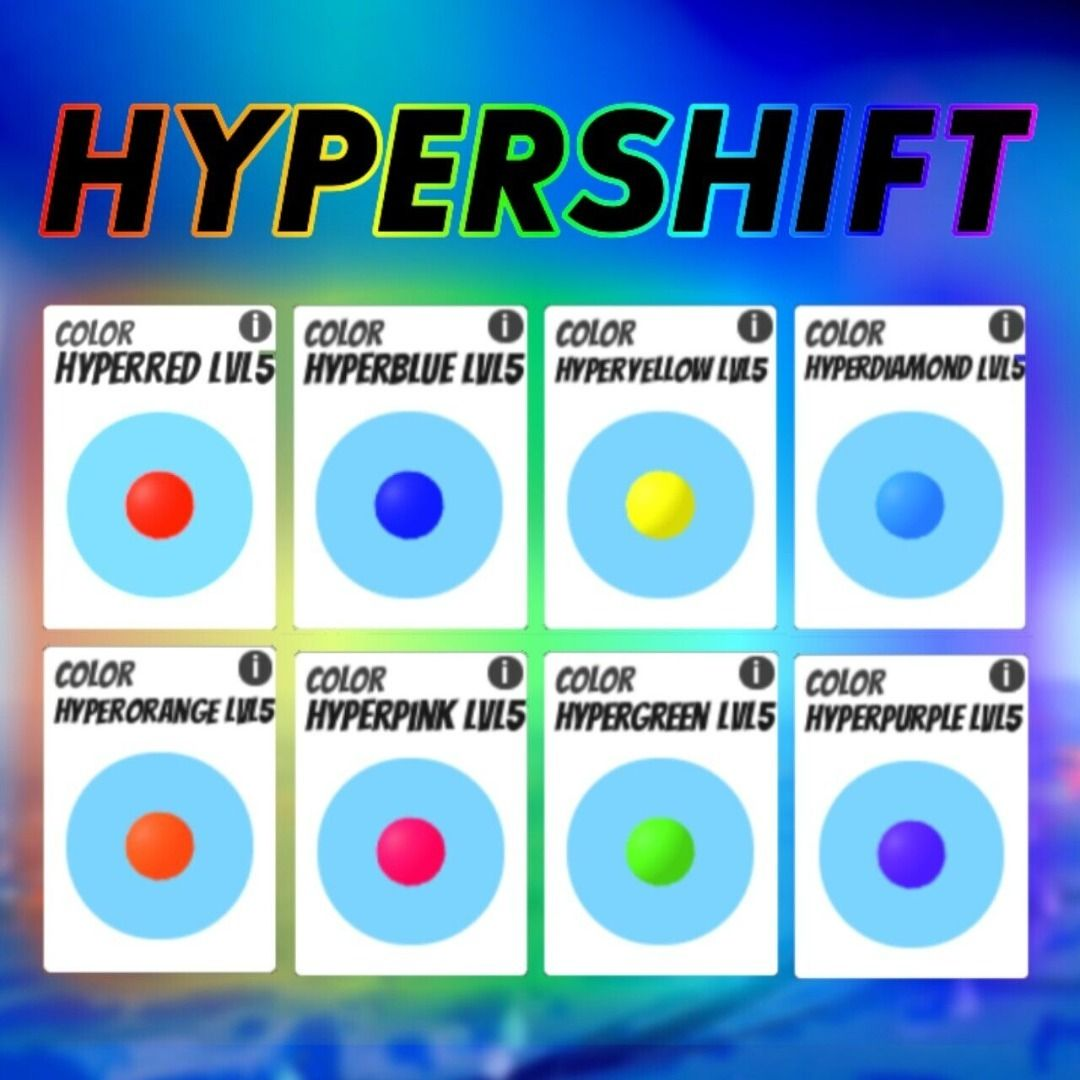 HYPERSHIFT
COLOR
HYPERRED LVL5
i
COLOR
HYPERBLUE LVL5
i
COLOR
HYPERYELLOW LVL5
i
COLOR
HYPERDIAMOND LVL5
i
COLOR
HYPERORANGE LVL5
i
COLOR
HYPERPINK LVL5
i
COLOR
HYPERGREEN LVL5
i
COLOR
HYPERPURPLE LVL5
i